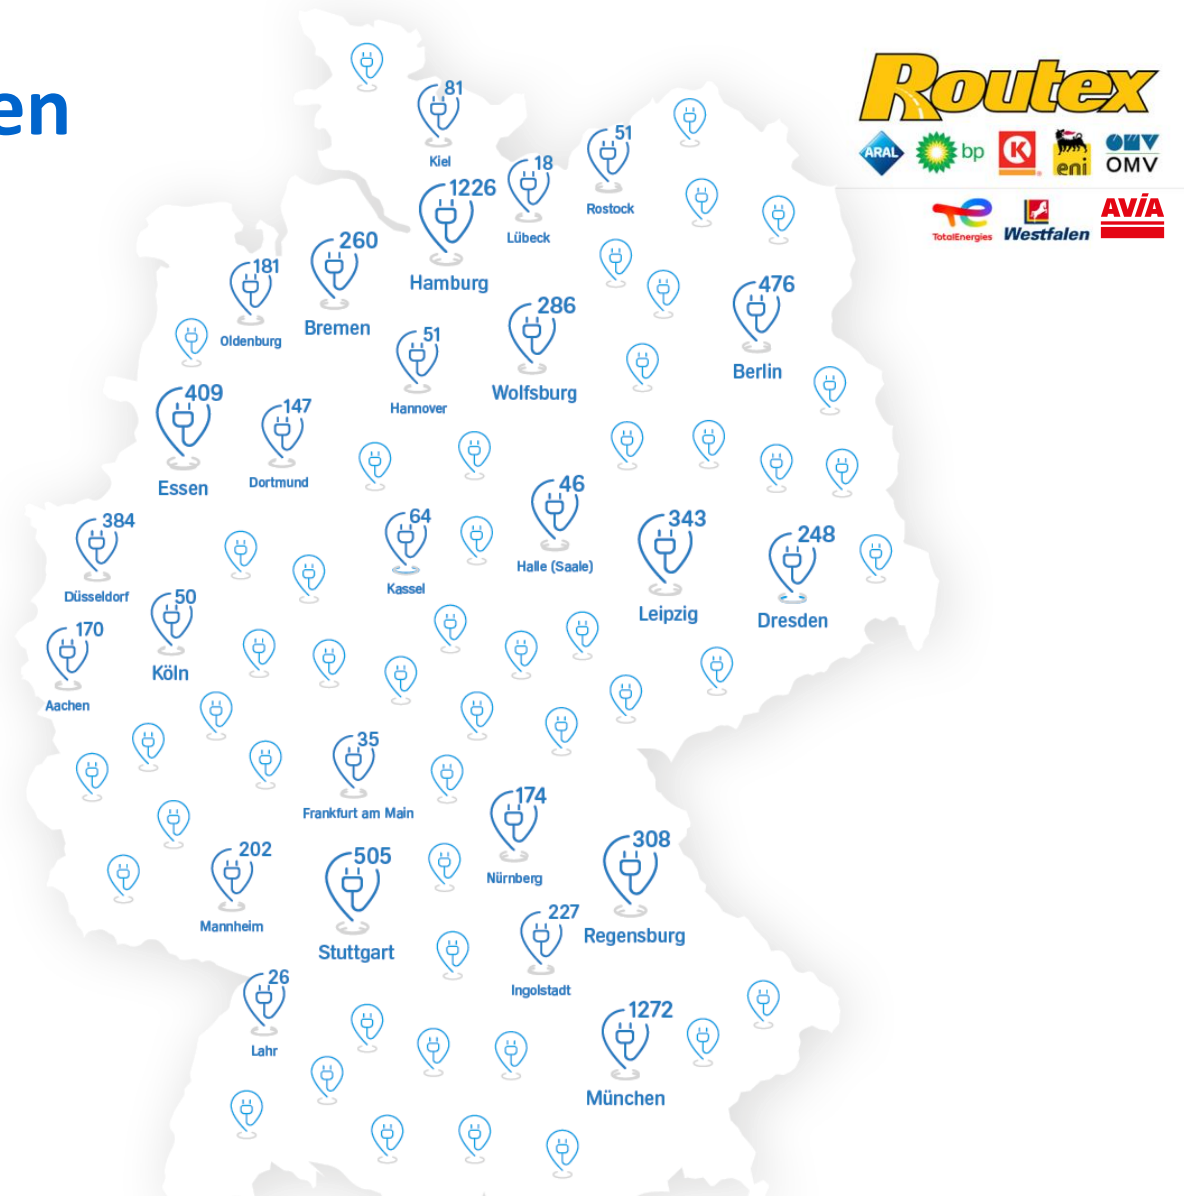 en
Routex
ARAL
bp
K
eni
OMV
OMV
TotalEnergies
Westfalen
AVIA
81
Kiel
51
Rostock
18
Lübeck
1226
Hamburg
260
Bremen
181
Oldenburg
476
Berlin
286
Wolfsburg
51
Hannover
409
Essen
147
Dortmund
46
Halle (Saale)
384
Düsseldorf
64
Kassel
343
Leipzig
248
Dresden
50
Köln
170
Aachen
35
Frankfurt am Main
174
Nürnberg
308
Regensburg
202
Mannheim
505
Stuttgart
227
Ingolstadt
26
Lahr
1272
München